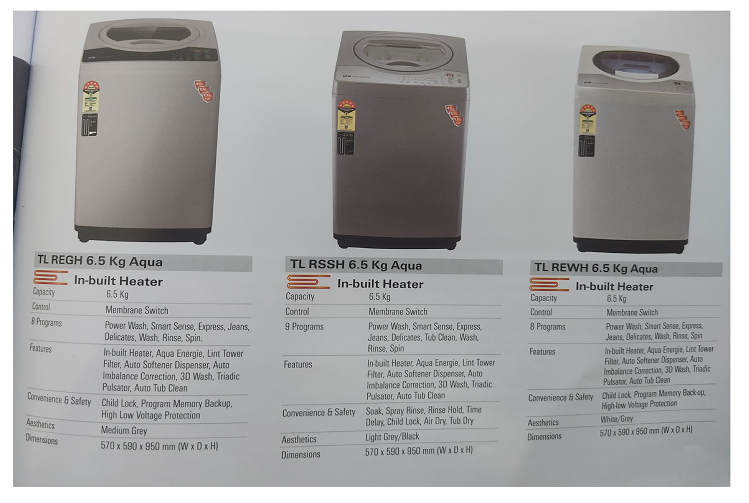 TL REGH 6.5 Kg Aqua
In-built Heater
Capacity 6.5 Kg
Control Membrane Switch
8 Programs Power Wash, Smart Sense, Express, Jeans,
Delicates, Wash, Rinse, Spin.
Features In-built Heater, Aqua Energie, Lint Tower
Filter, Auto Softener Dispenser, Auto
Imbalance Correction, 3D Wash, Triadic
Pulsator, Auto Tub Clean
Convenience & Safety Child Lock, Program Memory Backup,
High Low Voltage Protection
Aesthetics Medium Grey
Dimensions 570 x 590 x 950 mm (W x D x H)
TL RSSH 6.5 Kg Aqua
In-built Heater
Capacity 6.5 Kg
Control Membrane Switch
9 Programs Power Wash, Smart Sense, Express,
Jeans, Delicates, Tub Clean, Wash,
Rinse, Spin
Features In-built Heater, Aqua Energie, Lint Tower
Filter, Auto Softener Dispenser, Auto
Imbalance Correction, 3D Wash, Triadic
Pulsator, Auto Tub Clean
Convenience & Safety Soak, Spray Rinse, Rinse Hold, Time
Delay, Child Lock, Air Dry, Tub Dry
Aesthetics Light Grey/Black
Dimensions 570 x 590 x 950 mm (W x D x H)
TL REWH 6.5 Kg Aqua
In-built Heater
Capacity 6.5 Kg
Control Membrane Switch
8 Programs Power Wash, Smart Sense, Express,
Jeans, Delicates, Wash, Rinse, Spin
Features In-built Heater, Aqua Energie, Lint Tower
Filter, Auto Softener Dispenser, Auto
Imbalance Correction, 3D Wash, Triadic
Pulsator, Auto Tub Clean
Convenience & Safety Child Lock, Program Memory Back-up,
High-low Voltage Protection
Aesthetics White/Grey
Dimensions 570 x 590 x 950 mm (W x D x H)